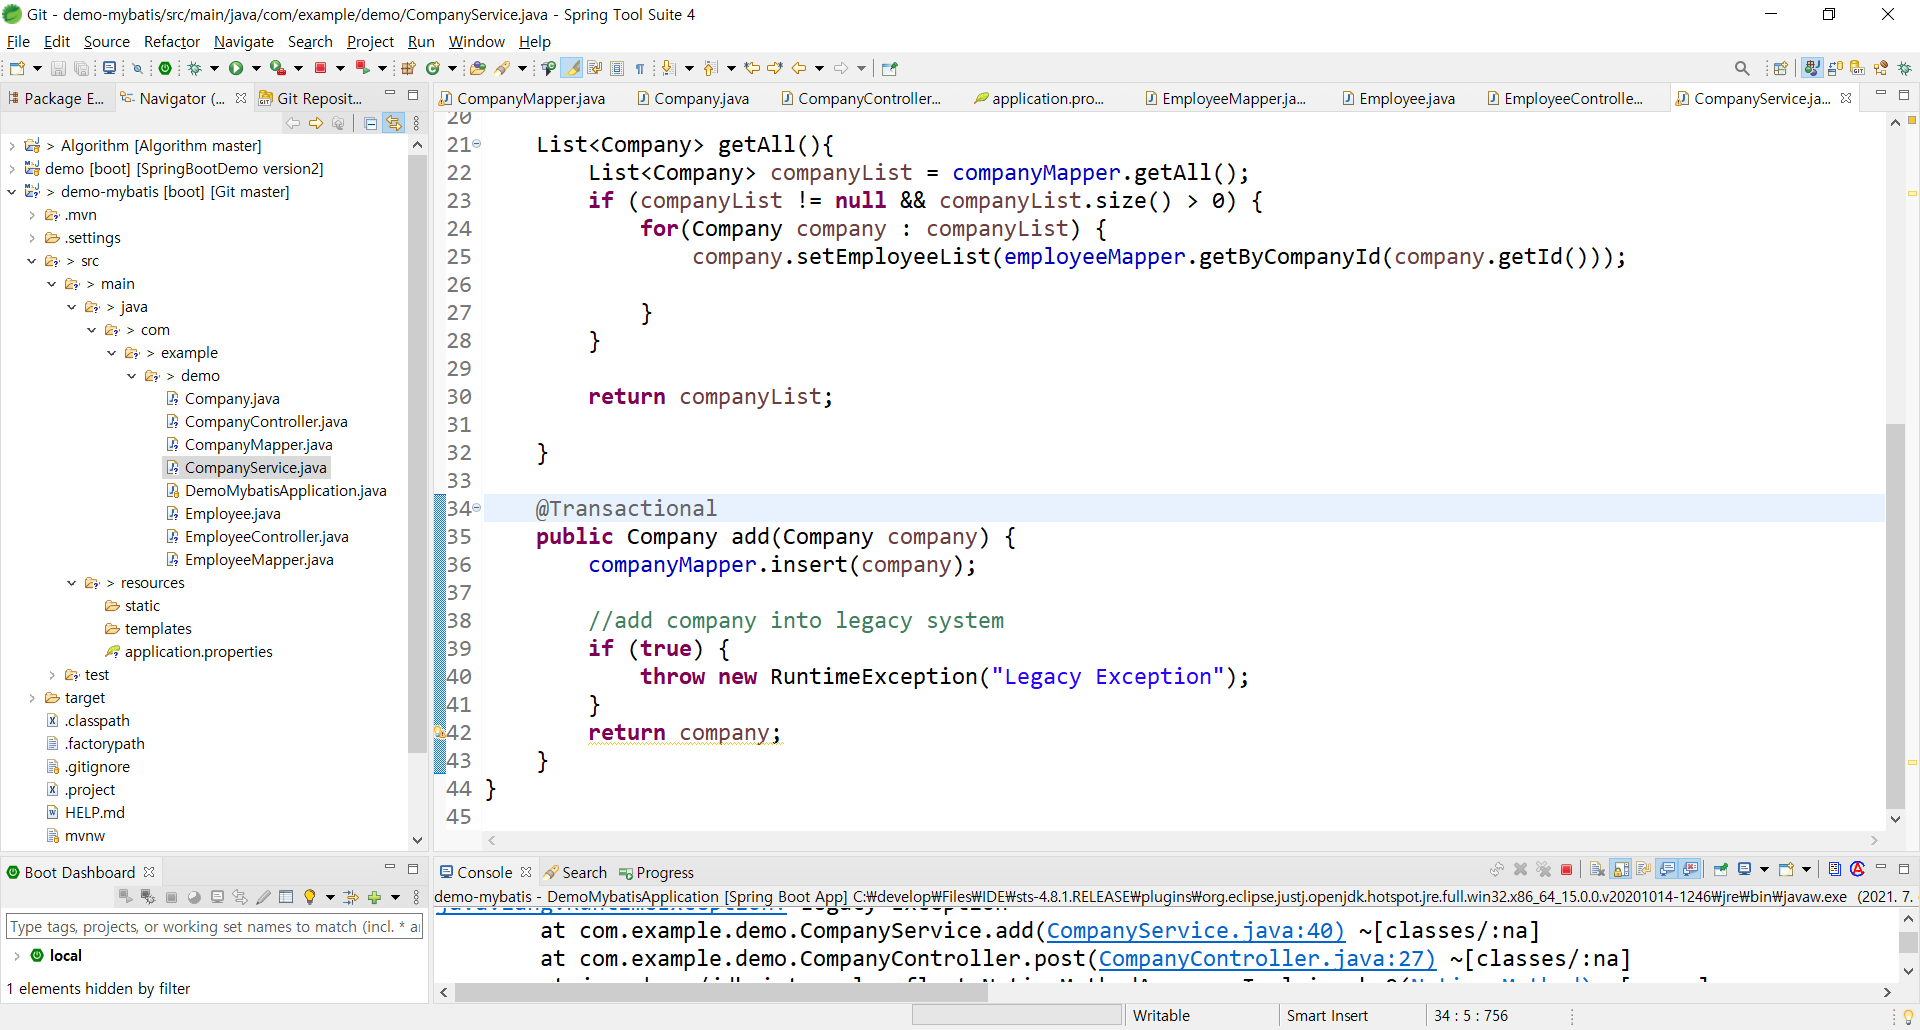 Git - demo-mybatis/src/main/java/com/example/demo/CompanyService.java - Spring Tool Suite 4
File Edit Source Refactor Navigate Search Project Run Window Help
Package E... Navigator (... Git Reposit...
CompanyMapper.java Company.java CompanyController... application.pro... EmployeeMapper.ja... Employee.java EmployeeControlle... CompanyService.ja...
> Algorithm [Algorithm master]
demo [boot] [SpringBootDemo version2]
> demo-mybatis [boot] [Git master]
.mvn
.settings
> src
> main
> java
> com
> example
> demo
Company.java
CompanyController.java
CompanyMapper.java
CompanyService.java
DemoMybatisApplication.java
Employee.java
EmployeeController.java
EmployeeMapper.java
> resources
static
templates
application.properties
test
target
.classpath
.factorypath
.gitignore
.project
HELP.md
mvnw
20
21 List<Company> getAll(){
22 List<Company> companyList = companyMapper.getAll();
23 if (companyList != null && companyList.size() > 0) {
24 for(Company company : companyList) {
25 company.setEmployeeList(employeeMapper.getByCompanyId(company.getId()));
26
27 }
28 }
29
30 return companyList;
31
32 }
33
34 @Transactional
35 public Company add(Company company) {
36 companyMapper.insert(company);
37
38 //add company into legacy system
39 if (true) {
40 throw new RuntimeException("Legacy Exception");
41 }
42 return company;
43 }
44 }
45
Boot Dashboard
Type tags, projects, or working set names to match (incl. * a
local
1 elements hidden by filter
Console Search Progress
demo-mybatis - DemoMybatisApplication [Spring Boot App] C:₩develop₩Files₩IDE₩sts-4.8.1.RELEASE₩plugins₩org.eclipse.justj.openjdk.hotspot.jre.full.win32.x86_64_15.0.0.v20201014-1246₩jre₩bin₩javaw.exe (2021. 7.
java.lang.RuntimeException: Legacy Exception
at com.example.demo.CompanyService.add(CompanyService.java:40) ~[classes/:na]
at com.example.demo.CompanyController.post(CompanyController.java:27) ~[classes/:na]
Writable Smart Insert 34 : 5 : 756